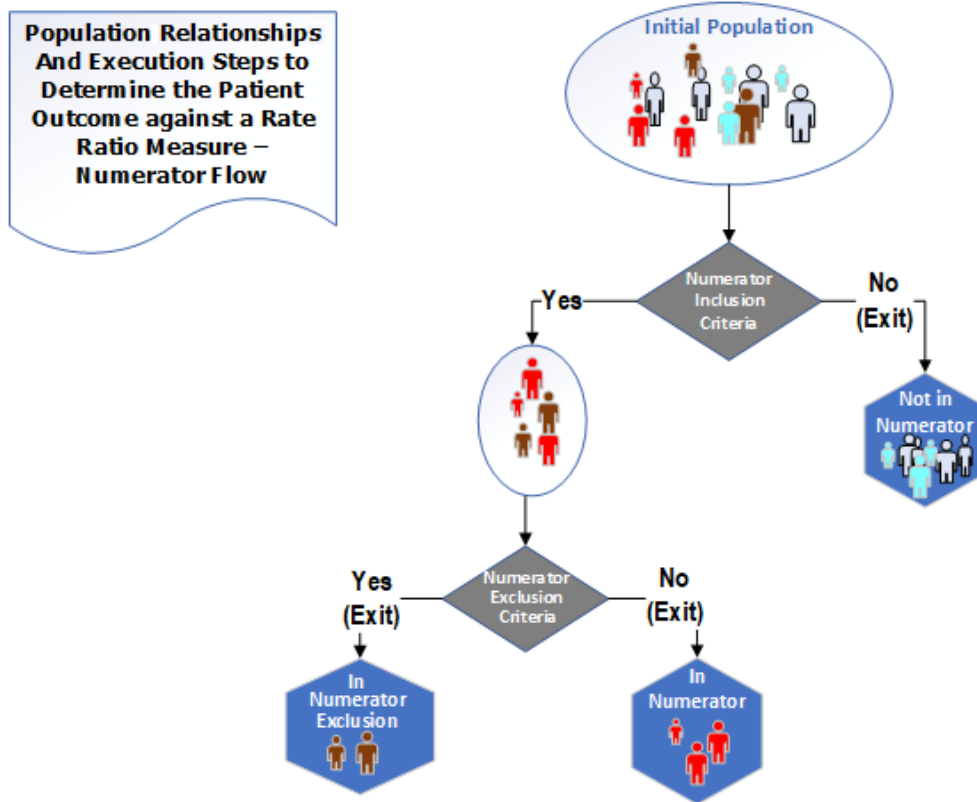 Population Relationships
And Execution Steps to
Determine the Patient
Outcome against a Rate
Ratio Measure –
Numerator Flow
Initial Population
Numerator
Inclusion
Criteria
Yes
No
(Exit)
Not in
Numerator
Numerator
Exclusion
Criteria
Yes
(Exit)
No
(Exit)
In
Numerator
Exclusion
In
Numerator